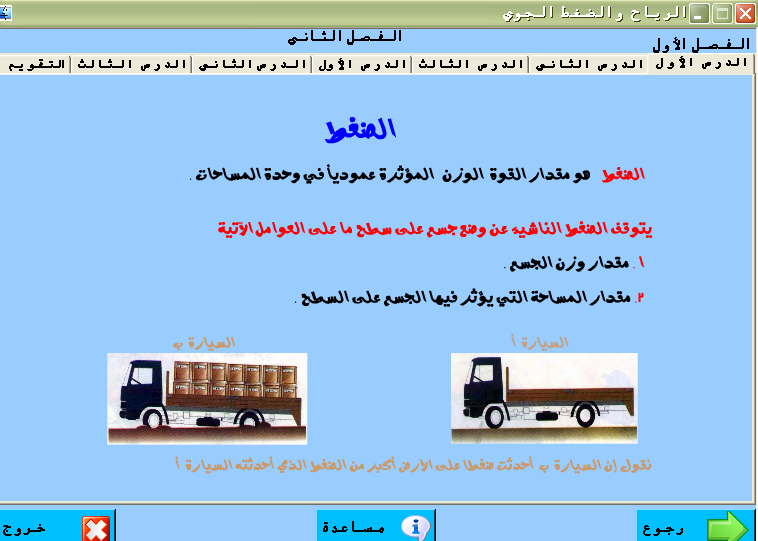 الرياح والضغط الجوي
الفصل الأول
الفصل الثانى
الدرس الأول
الدرس الثانى
الدرس الثالث
الدرس الأول
الدرس الثانى
الدرس الثالث
التقويم
الضغط
الضغط هو مقدار القوة الوزن المؤثرة عمودياً في وحدة المساحات .
يتوقف الضغط الناشيء عن وضع جسم على سطح ما على العوامل الآتية
١. مقدار وزن الجسم .
٢. مقدار المساحة التي يؤثر فيها الجسم على السطح .
السيارة أ
السيارة ب
نقول إن السيارة ب أحدثت ضغطا على الأرض أكبر من الضغط الذي أحدثته السيارة أ
رجوع
مساعدة
خروج